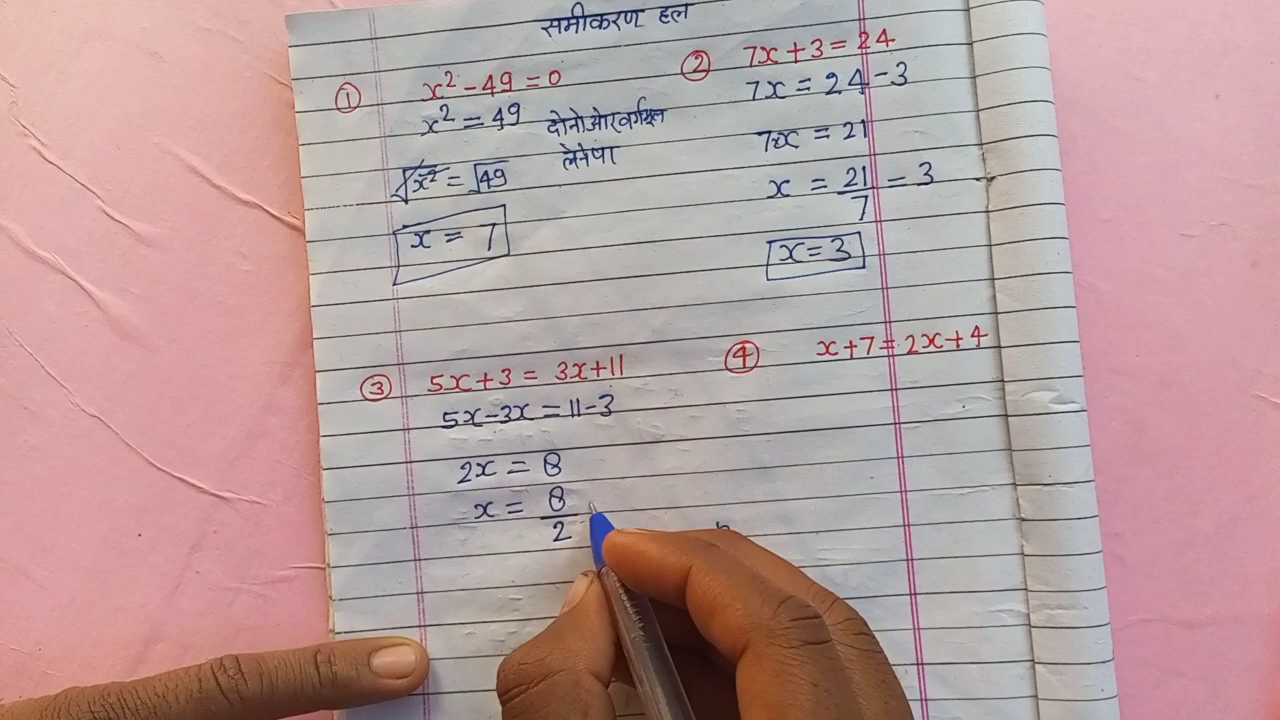 समीकरण हल
① x² - 49 = 0
x² = 49 दोनो ओर वर्गमूल
लेनेपा
√x² = √49
x = 7
② 7x + 3 = 24
7x = 24 - 3
7x = 21
x = 21/7 = 3
x = 3
③ 5x + 3 = 3x + 11
5x - 3x = 11 - 3
2x = 8
x = 8/2
④ x + 7 = 2x + 4